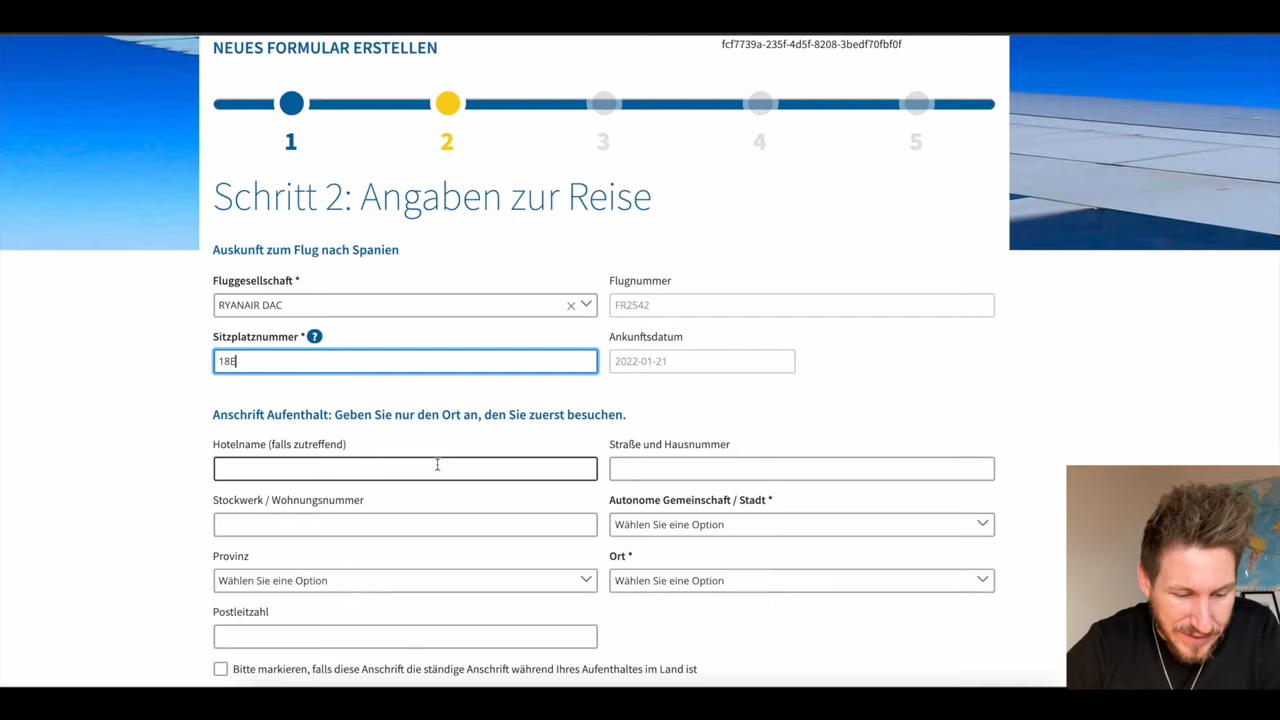 NEUES FORMULAR ERSTELLEN
fcf7739a-235f-4d5f-8208-3bedf70fbf0f
1 2 3 4 5
Schritt 2: Angaben zur Reise
Auskunft zum Flug nach Spanien
Fluggesellschaft * Flugnummer
RYANAIR DAC FR2542
Sitzplatznummer * ? Ankunftsdatum
18E 2022-01-21
Anschrift Aufenthalt: Geben Sie nur den Ort an, den Sie zuerst besuchen.
Hotelname (falls zutreffend) Straße und Hausnummer
Stockwerk / Wohnungsnummer Autonome Gemeinschaft / Stadt *
Wählen Sie eine Option
Provinz Ort *
Wählen Sie eine Option Wählen Sie eine Option
Postleitzahl
Bitte markieren, falls diese Anschrift die ständige Anschrift während Ihres Aufenthaltes im Land ist